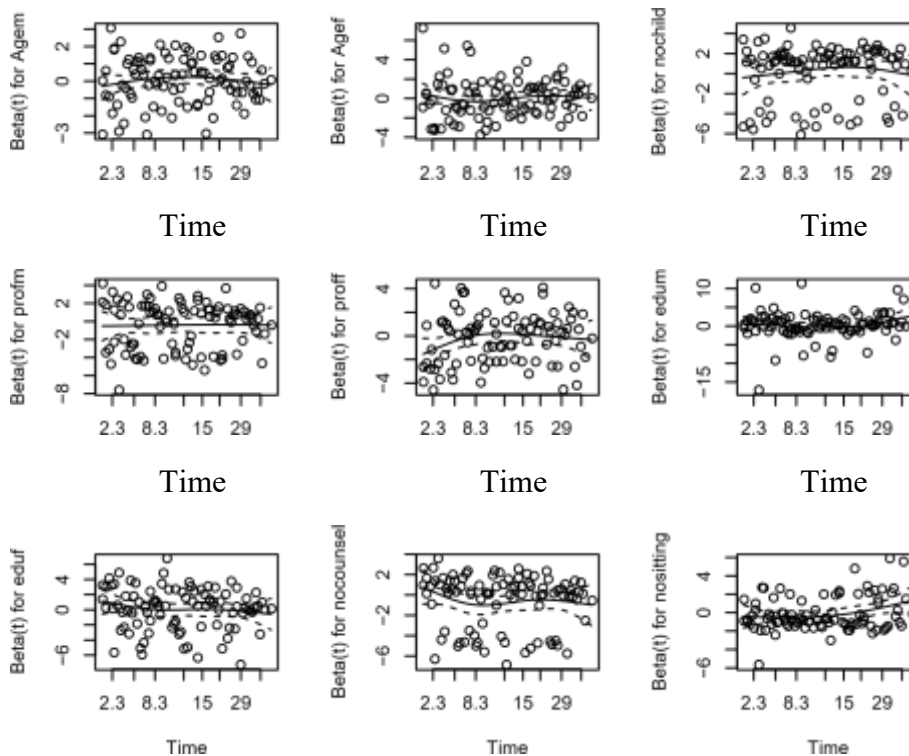 Beta(t) for Agem
2
0
-3
2.3 8.3 15 29
Time
Beta(t) for Agef
4
0
-4
2.3 8.3 15 29
Time
Beta(t) for nochild
2
-2
-6
2.3 8.3 15 29
Time
Beta(t) for profm
2
-2
-8
2.3 8.3 15 29
Time
Beta(t) for proff
4
0
-4
2.3 8.3 15 29
Time
Beta(t) for edum
10
0
-15
2.3 8.3 15 29
Time
Beta(t) for eduf
4
0
-6
2.3 8.3 15 29
Time
Beta(t) for nocounsel
2
-2
-6
2.3 8.3 15 29
Time
Beta(t) for nositting
4
0
-6
2.3 8.3 15 29
Time